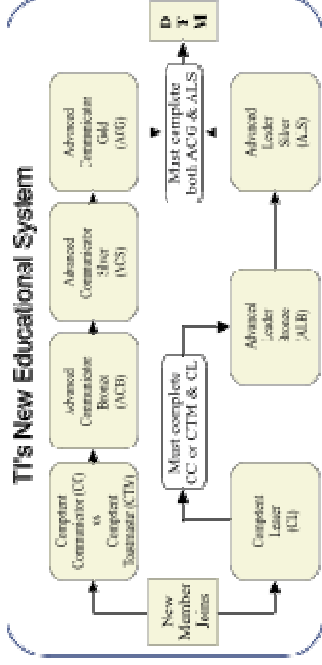 TI's New Educational System
New
Member
Joins
Competent
Communicator (CC)
or
Competent
Toastmaster (CTM)
Advanced
Communicator
Bronze
(ACB)
Advanced
Communicator
Silver
(ACS)
Advanced
Communicator
Gold
(ACG)
Competent
Leader
(CL)
Must complete
CC or CTM & CL
Advanced
Leader
Bronze
(ALB)
Advanced
Leader
Silver
(ALS)
Must complete
both ACG & ALS
D
T
M